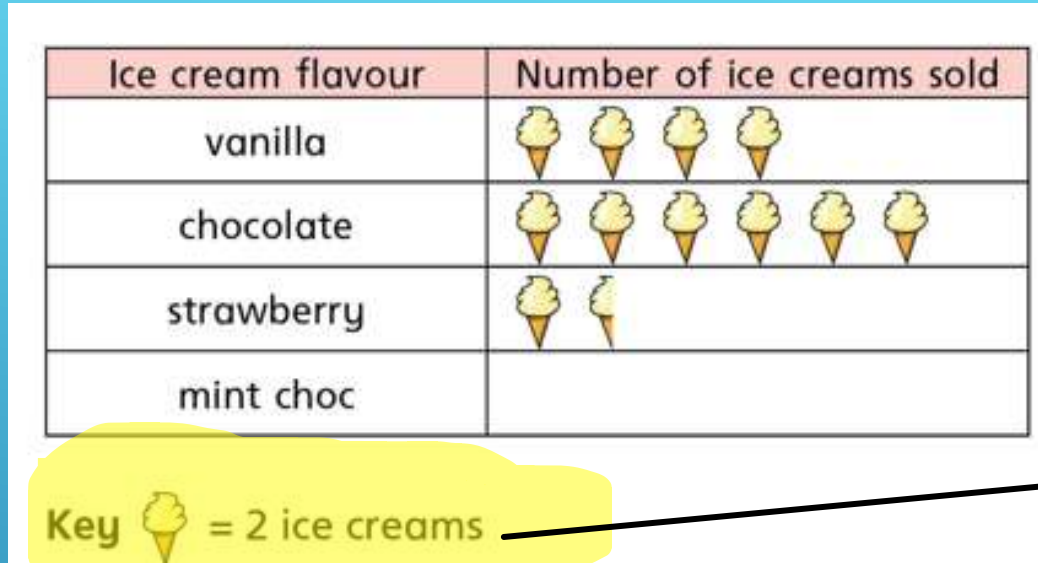 Ice cream flavour Number of ice creams sold
vanilla
chocolate
strawberry
mint choc
Key = 2 ice creams